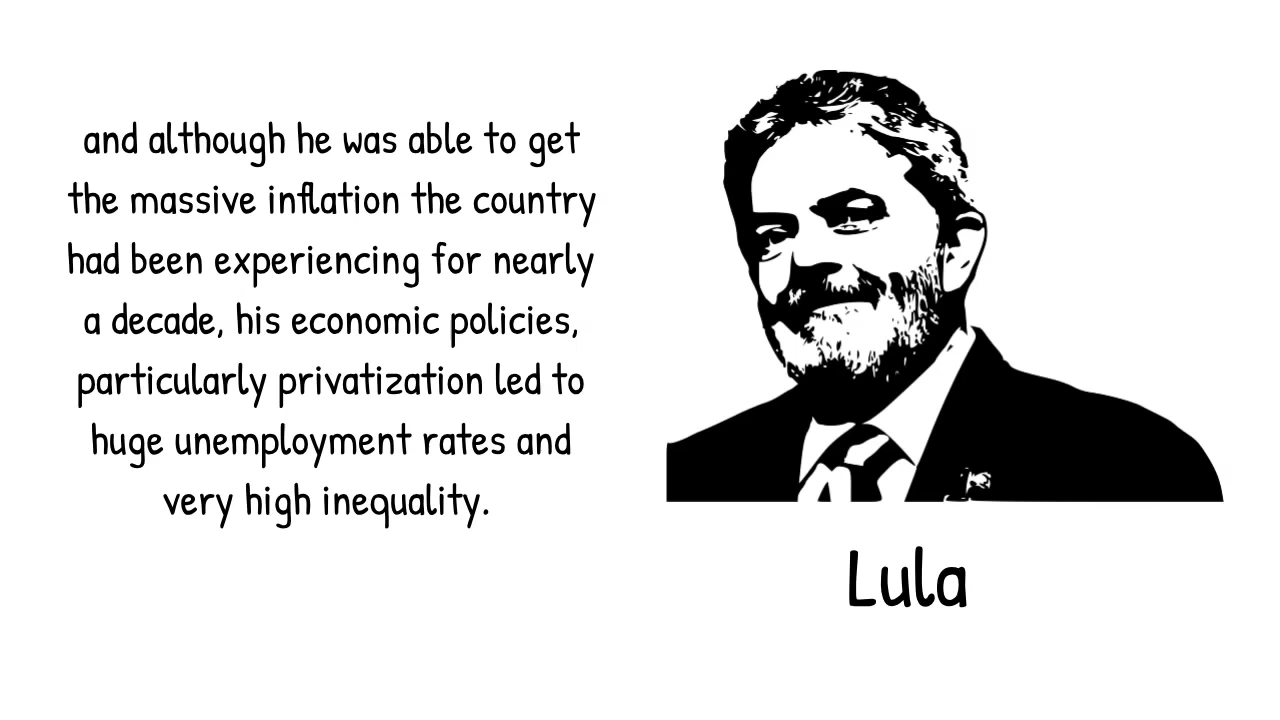 and although he was able to get
the massive inflation the country
had been experiencing for nearly
a decade, his economic policies,
particularly privatization led to
huge unemployment rates and
very high inequality.
Lula